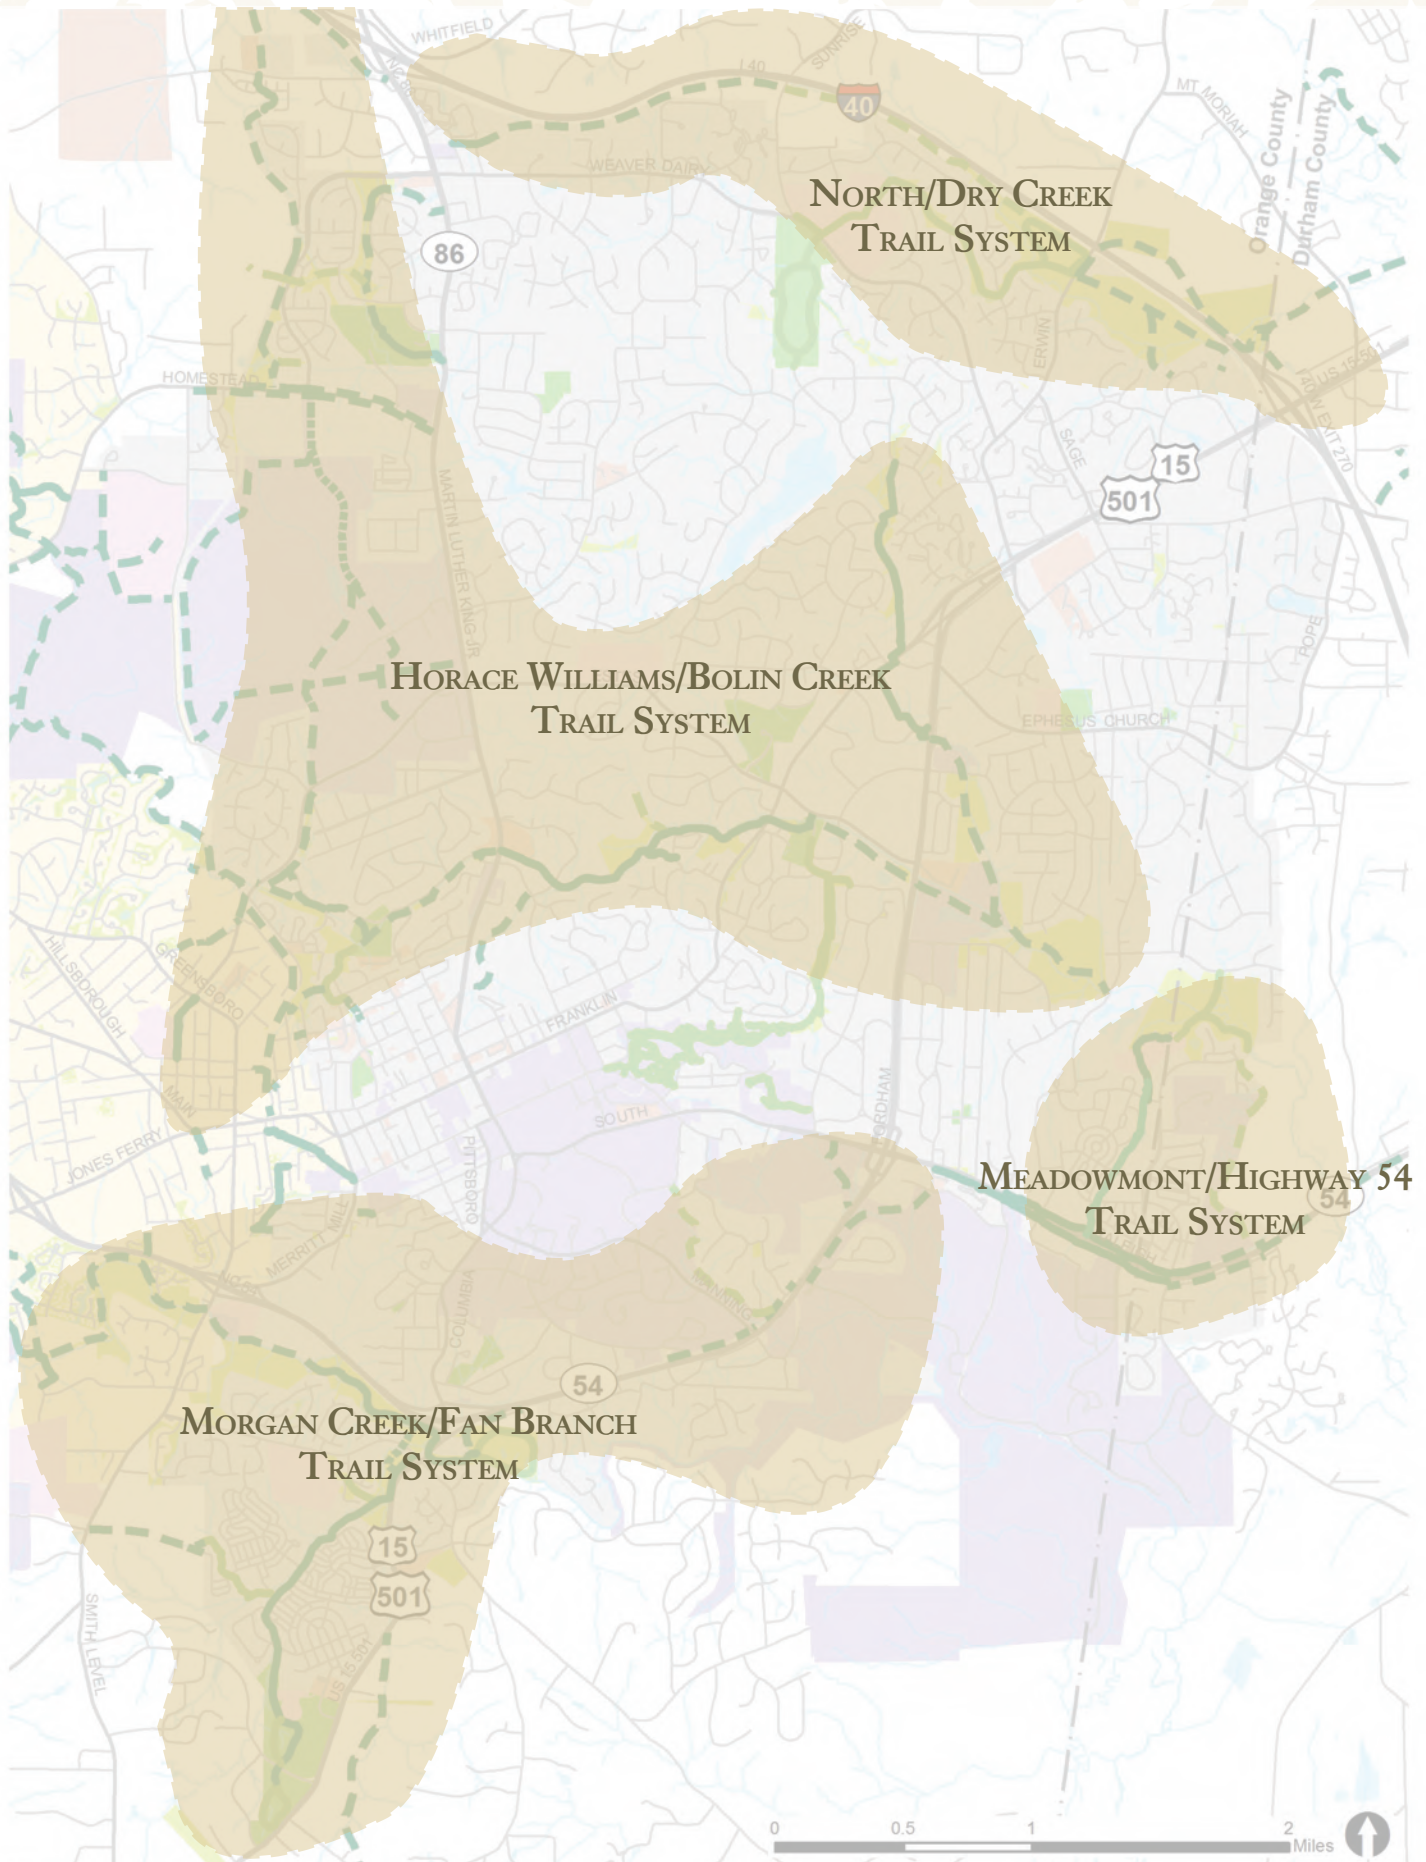 WHITFIELD
SUNRISE
I 40
40
MT MORIAH
NC 86
WEAVER DAIRY
Orange County
Durham County
NORTH/DRY CREEK
TRAIL SYSTEM
86
HOMESTEAD
ERWIN
US 15 501
I 40 W EXIT 270
SAGE
15
501
MARTIN LUTHER KING JR
POPE
HORACE WILLIAMS/BOLIN CREEK
TRAIL SYSTEM
EPHESUS CHURCH
HILLSBOROUGH
GREENSBORO
FRANKLIN
MAIN
FORDHAM
SOUTH
JONES FERRY
PITTSBORO
MEADOWMONT/HIGHWAY 54
TRAIL SYSTEM
54
MERRITT MILL
NC 54
COLUMBIA
MANNING
54
MORGAN CREEK/FAN BRANCH
TRAIL SYSTEM
15
501
SMITH LEVEL
US 15 501
0 0.5 1 2
Miles